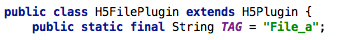 public class H5FilePlugin extends H5Plugin {
    public static final String TAG = "File_a";